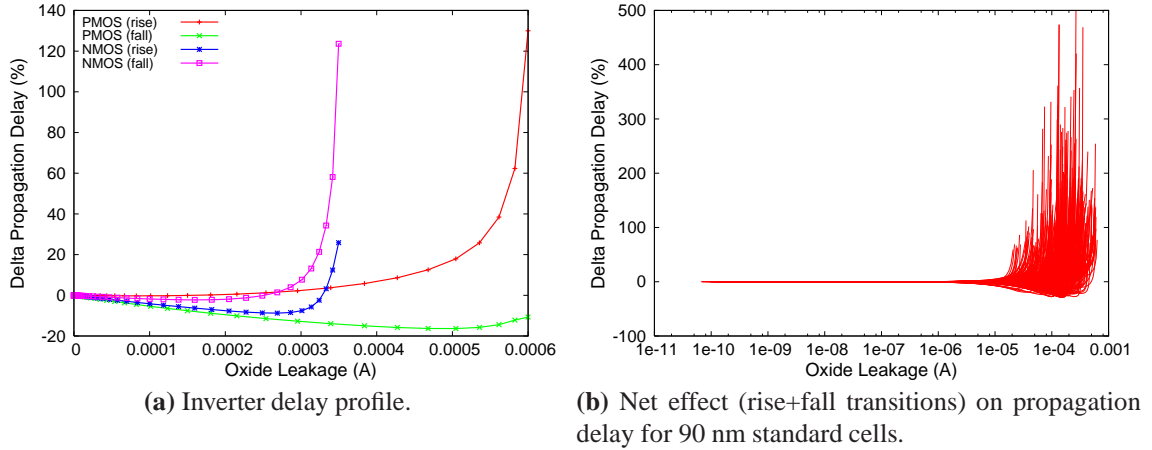 140
120
100
80
60
40
20
0
-20
Delta Propagation Delay (%)
PMOS (rise)
PMOS (fall)
NMOS (rise)
NMOS (fall)
0 0.0001 0.0002 0.0003 0.0004 0.0005 0.0006
Oxide Leakage (A)
(a) Inverter delay profile.
500
400
300
200
100
0
-100
Delta Propagation Delay (%)
1e-11 1e-10 1e-09 1e-08 1e-07 1e-06 1e-05 1e-04 0.001
Oxide Leakage (A)
(b) Net effect (rise+fall transitions) on propagation
delay for 90 nm standard cells.